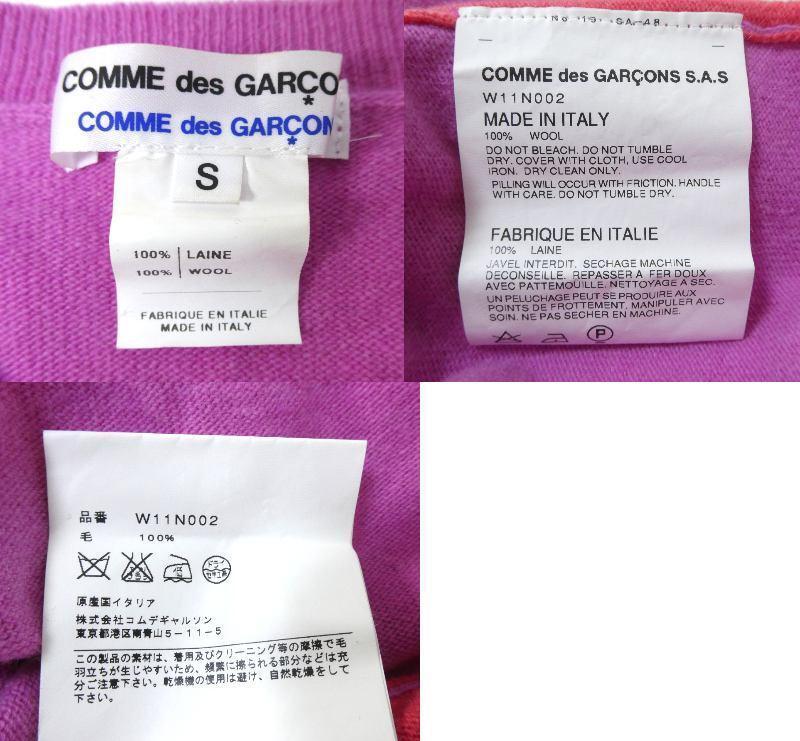 COMME des GARÇO
COMME des GARÇON
S
100% LAINE
100% WOOL
FABRIQUE EN ITALIE
MADE IN ITALY
COMME des GARÇONS S.A.S
W11N002
MADE IN ITALY
100% WOOL
DO NOT BLEACH. DO NOT TUMBLE
DRY. COVER WITH CLOTH, USE COOL
IRON. DRY CLEAN ONLY.
PILLING WILL OCCUR WITH FRICTION. HANDLE
WITH CARE. DO NOT TUMBLE DRY.
FABRIQUE EN ITALIE
100% LAINE
JAVEL INTERDIT. SECHAGE MACHINE
DECONSEILLE. REPASSER A FER DOUX
AVEC PATTEMOUILLE. NETTOYAGE A SEC.
UN PELUCHAGE PEUT SE PRODUIRE AUX
POINTS DE FROTTEMENT, MANIPULER AVEC
SOIN. NE PAS SECHER EN MACHINE.
P
品番 W11N002
毛 100%
原産国イタリア
株式会社コムデギャルソン
東京都港区南青山5-11-5
この製品の素材は、着用及びクリーニング等の摩擦で毛
羽立ちが生じやすいため、頻繁に擦られる部分などは充
分ご注意下さい。乾燥機の使用は避け、自然乾燥をして
下さい。